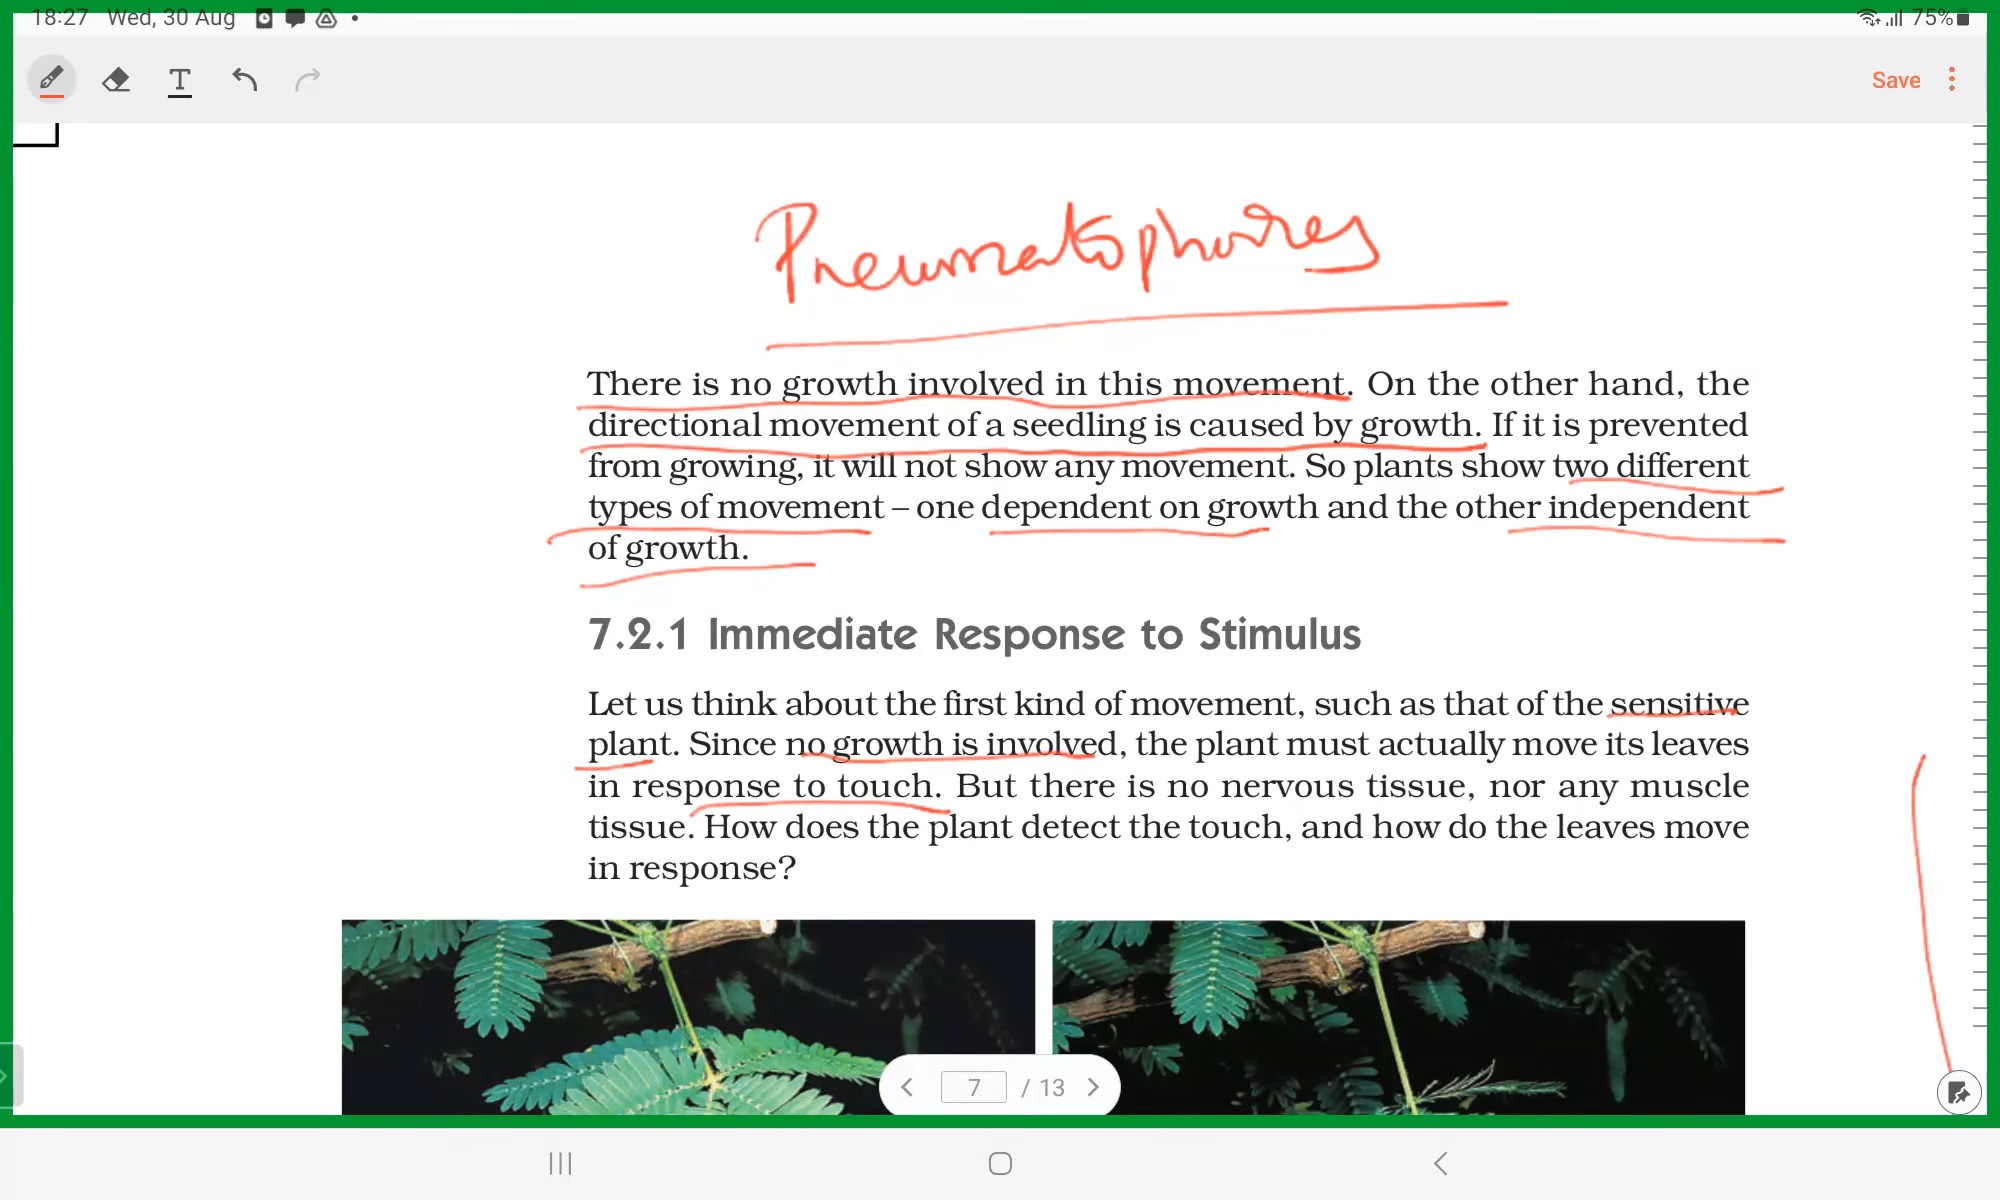 18:27 Wed, 30 Aug
75%
T
Save
Pneumatophores
There is no growth involved in this movement. On the other hand, the
directional movement of a seedling is caused by growth. If it is prevented
from growing, it will not show any movement. So plants show two different
types of movement – one dependent on growth and the other independent
of growth.
7.2.1 Immediate Response to Stimulus
Let us think about the first kind of movement, such as that of the sensitive
plant. Since no growth is involved, the plant must actually move its leaves
in response to touch. But there is no nervous tissue, nor any muscle
tissue. How does the plant detect the touch, and how do the leaves move
in response?
7 / 13